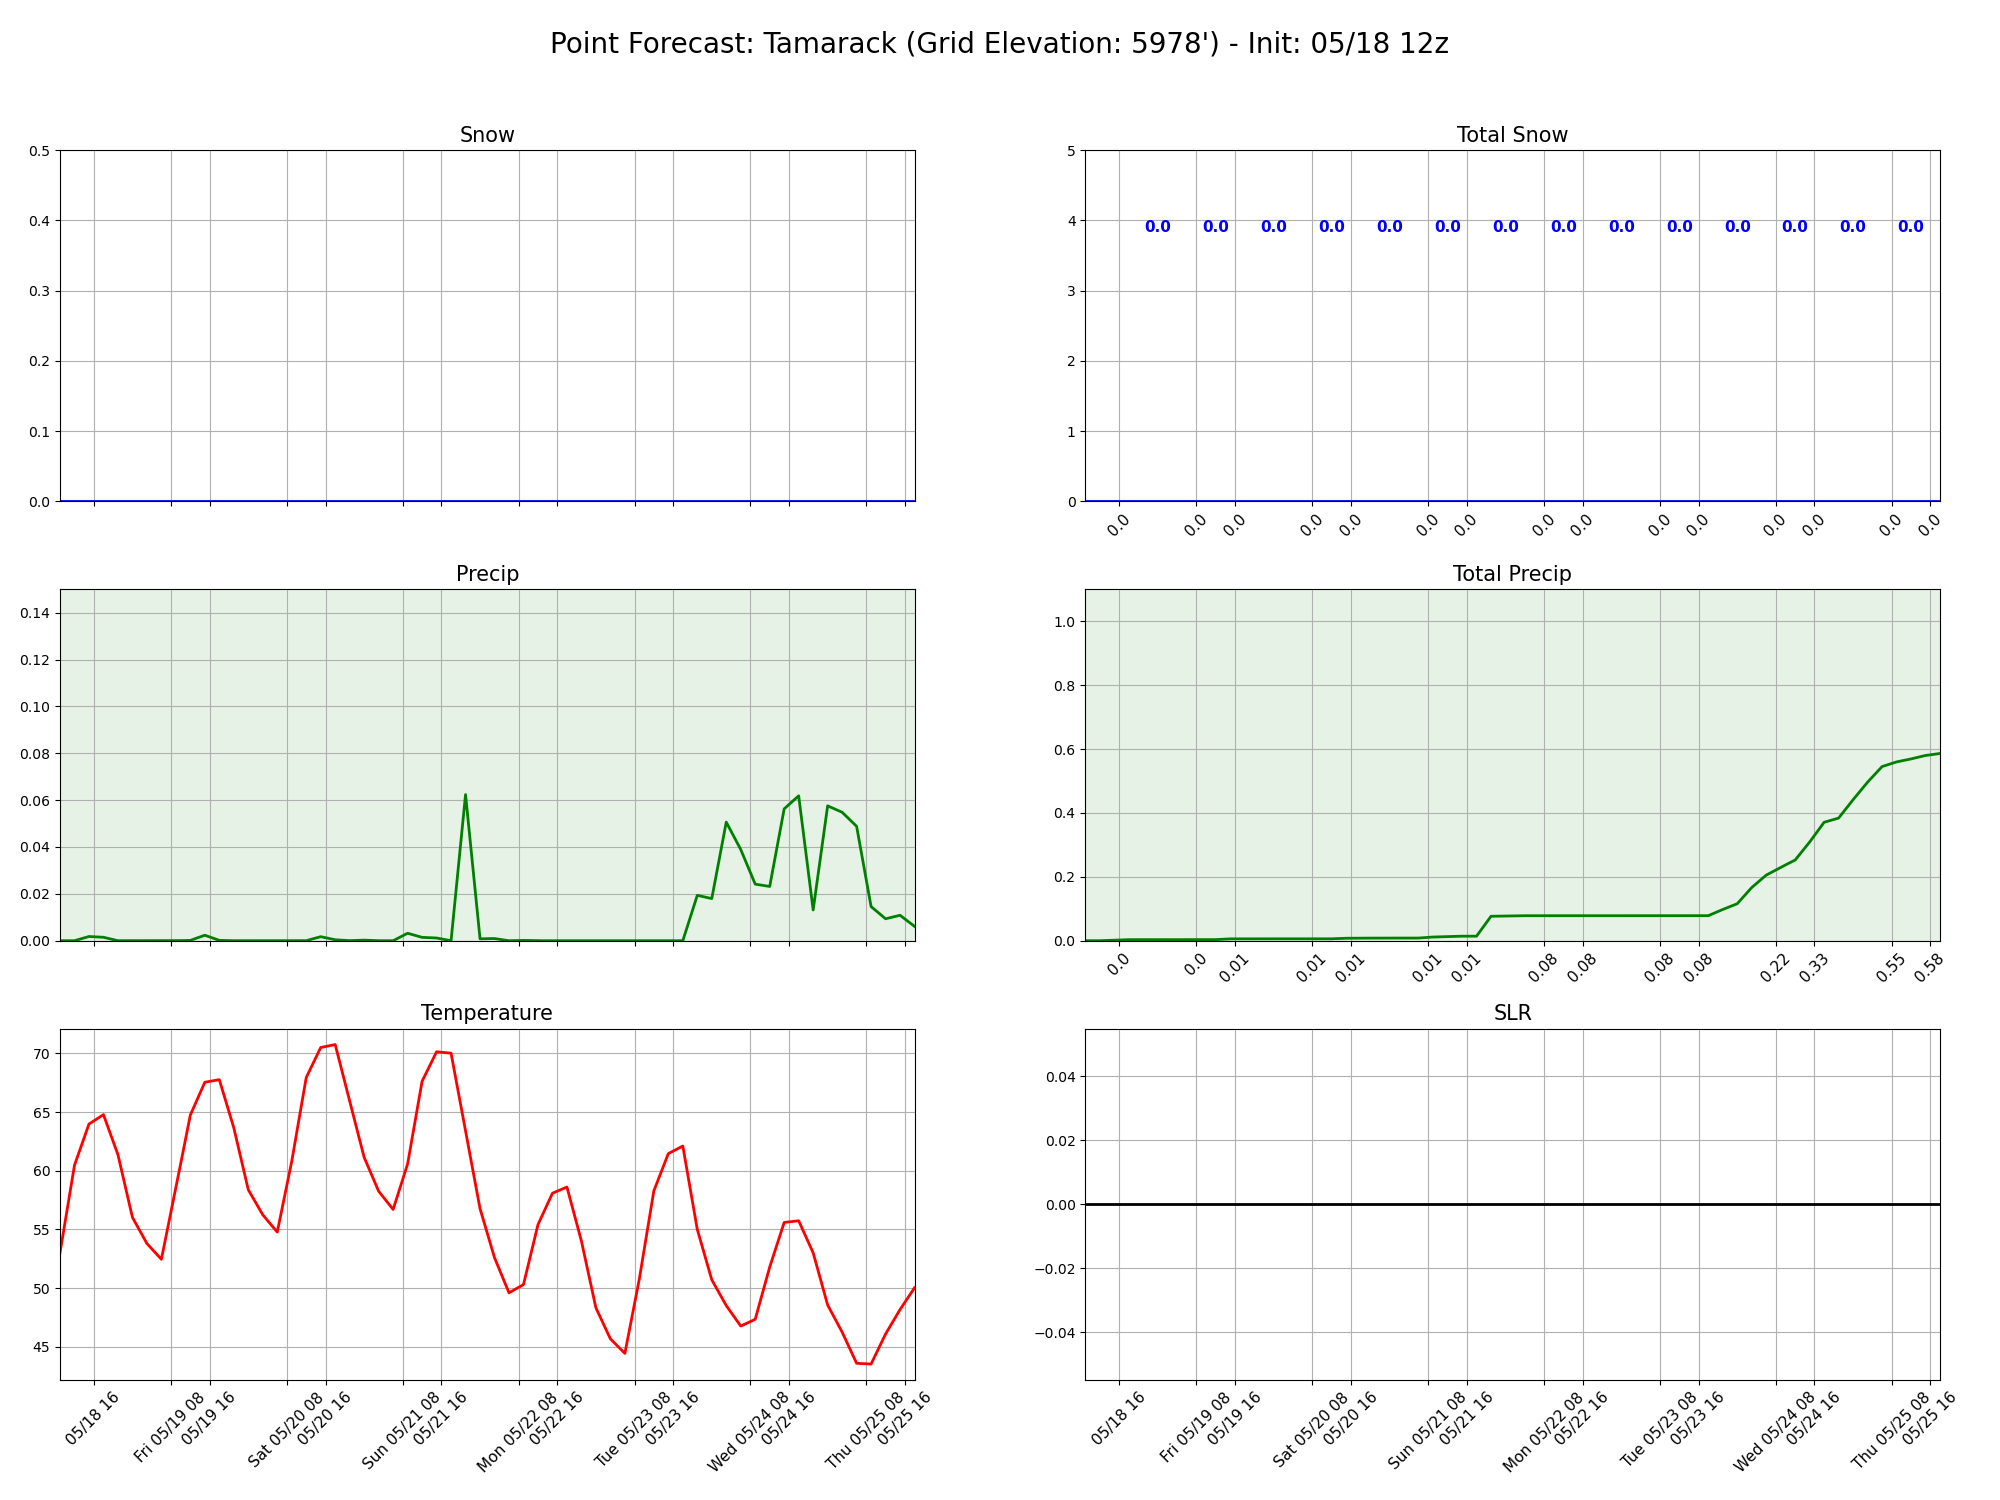 Point Forecast: Tamarack (Grid Elevation: 5978') - Init: 05/18 12z
Snow
0.5
0.4
0.3
0.2
0.1
0.0
Total Snow
5
4
3
2
1
0
0.0 0.0 0.0 0.0 0.0 0.0 0.0 0.0 0.0 0.0 0.0 0.0 0.0 0.0
0.0 0.0 0.0 0.0 0.0 0.0 0.0 0.0 0.0 0.0 0.0 0.0 0.0 0.0 0.0
Precip
0.14
0.12
0.10
0.08
0.06
0.04
0.02
0.00
Total Precip
1.0
0.8
0.6
0.4
0.2
0.0
0.0 0.0 0.01 0.01 0.01 0.01 0.01 0.08 0.08 0.08 0.08 0.22 0.33 0.55 0.58
Temperature
70
65
60
55
50
45
05/18 16
Fri 05/19 08
05/19 16
Sat 05/20 08
05/20 16
Sun 05/21 08
05/21 16
Mon 05/22 08
05/22 16
Tue 05/23 08
05/23 16
Wed 05/24 08
05/24 16
Thu 05/25 08
05/25 16
SLR
0.04
0.02
0.00
−0.02
−0.04
05/18 16
Fri 05/19 08
05/19 16
Sat 05/20 08
05/20 16
Sun 05/21 08
05/21 16
Mon 05/22 08
05/22 16
Tue 05/23 08
05/23 16
Wed 05/24 08
05/24 16
Thu 05/25 08
05/25 16